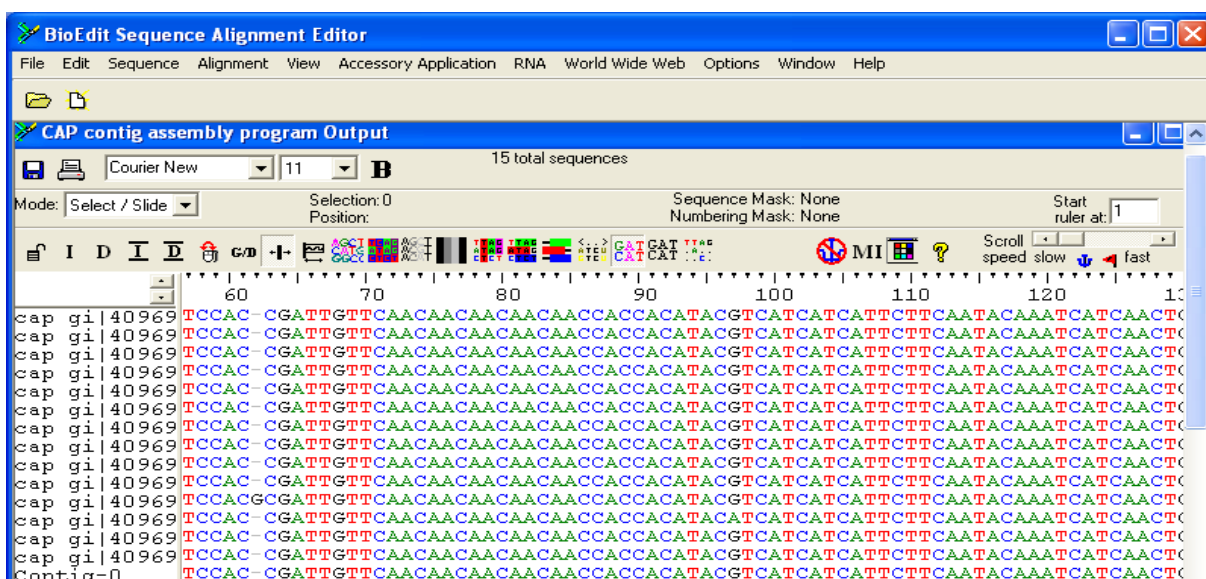 BioEdit Sequence Alignment Editor
File Edit Sequence Alignment View Accessory Application RNA World Wide Web Options Window Help
CAP contig assembly program Output
Courier New 11 B 15 total sequences
Mode: Select / Slide Selection: 0 Sequence Mask: None Start
Position: Numbering Mask: None ruler at: 1
I D I D G/D GAT GAT MI ? Scroll
CAT CAT speed slow fast
60 70 80 90 100 110 120
cap gi|40969 TCCAC-CGATTGTTCAACAACAACAACAACCACCACATACGTCATCATCATTCTTCAATACAAATCATCAACT
cap gi|40969 TCCAC-CGATTGTTCAACAACAACAACAACCACCACATACGTCATCATCATTCTTCAATACAAATCATCAACT
cap gi|40969 TCCAC-CGATTGTTCAACAACAACAACAACCACCACATACGTCATCATCATTCTTCAATACAAATCATCAACT
cap gi|40969 TCCAC-CGATTGTTCAACAACAACAACAACCACCACATACGTCATCATCATTCTTCAATACAAATCATCAACT
cap gi|40969 TCCAC-CGATTGTTCAACAACAACAACAACCACCACATACGTCATCATCATTCTTCAATACAAATCATCAACT
cap gi|40969 TCCAC-CGATTGTTCAACAACAACAACAACCACCACATACGTCATCATCATTCTTCAATACAAATCATCAACT
cap gi|40969 TCCAC-CGATTGTTCAACAACAACAACAACCACCACATACGTCATCATCATTCTTCAATACAAATCATCAACT
cap gi|40969 TCCAC-CGATTGTTCAACAACAACAACAACCACCACATACGTCATCATCATTCTTCAATACAAATCATCAACT
cap gi|40969 TCCAC-CGATTGTTCAACAACAACAACAACCACCACATACGTCATCATCATTCTTCAATACAAATCATCAACT
cap gi|40969 TCCAC-CGATTGTTCAACAACAACAACAACCACCACATACGTCATCATCATTCTTCAATACAAATCATCAACT
cap gi|40969 TCCACGCGATTGTTCAACAACAACAACAACCACCACATACATCATCATCATTCTTCAATACAAATCATCAACT
cap gi|40969 TCCAC-CGATTGTTCAACAACAACAACAACCACCACATACGTCATCATCATTCTTCAATACAAATCATCAACT
cap gi|40969 TCCAC-CGATTGTTCAACAACAACAACAACCACCACATACGTCATCATCATTCTTCAATACAAATCATCAACT
cap gi|40969 TCCAC-CGATTGTTCAACAACAACAACAACCACCACATACGTCATCATCATTCTTCAATACAAATCATCAACT
Contig-0 TCCAC-CGATTGTTCAACAACAACAACAACCACCACATACGTCATCATCATTCTTCAATACAAATCATCAACT